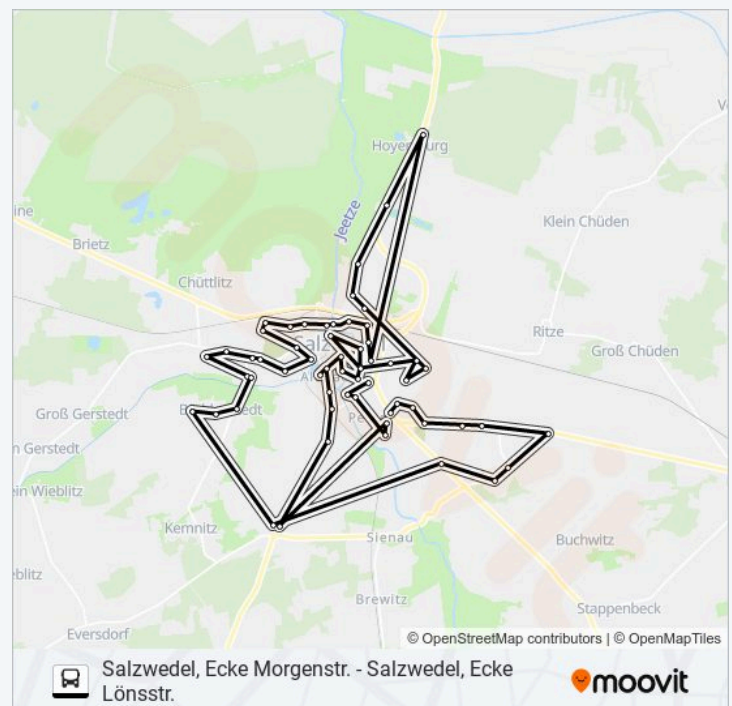 Hoyersburg
Jeetze
Klein Chüden
Brietz
Chüttlitz
Ritze
Groß Chüden
Groß Gerstedt
Kemnitz
Sienau
Buchwitz
Brewitz
Stappenbeck
Eversdorf
© OpenStreetMap contributors | © OpenMapTiles
Salzwedel, Ecke Morgenstr. - Salzwedel, Ecke
Lönsstr.
moovit